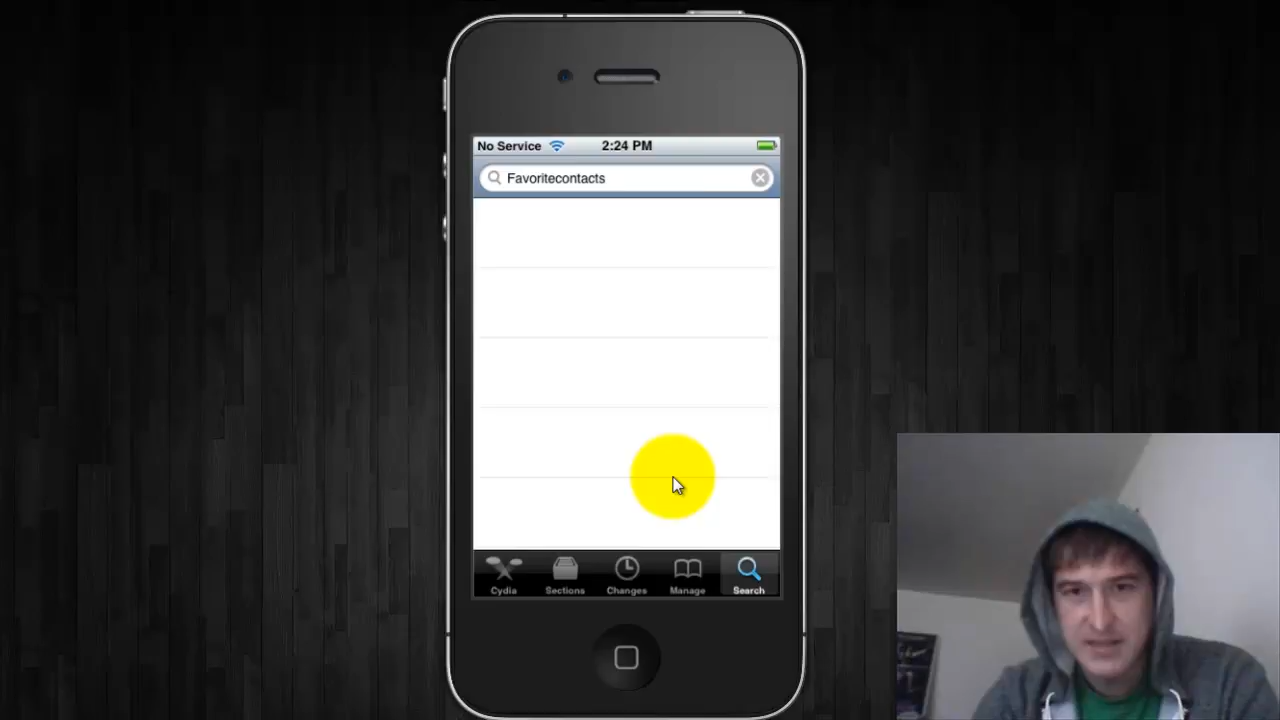 No Service 2:24 PM
Favoritecontacts
Cydia Sections Changes Manage Search